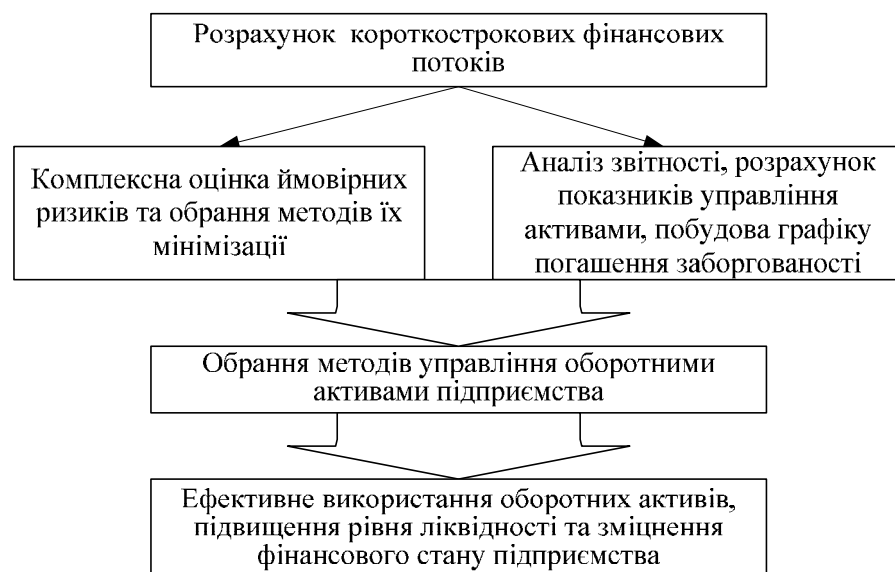 Розрахунок короткострокових фінансових
потоків
Комплексна оцінка ймовірних
ризиків та обрання методів їх
мінімізації
Аналіз звітності, розрахунок
показників управління
активами, побудова графіку
погашення заборгованості
Обрання методів управління оборотними
активами підприємства
Ефективне використання оборотних активів,
підвищення рівня ліквідності та зміцнення
фінансового стану підприємства